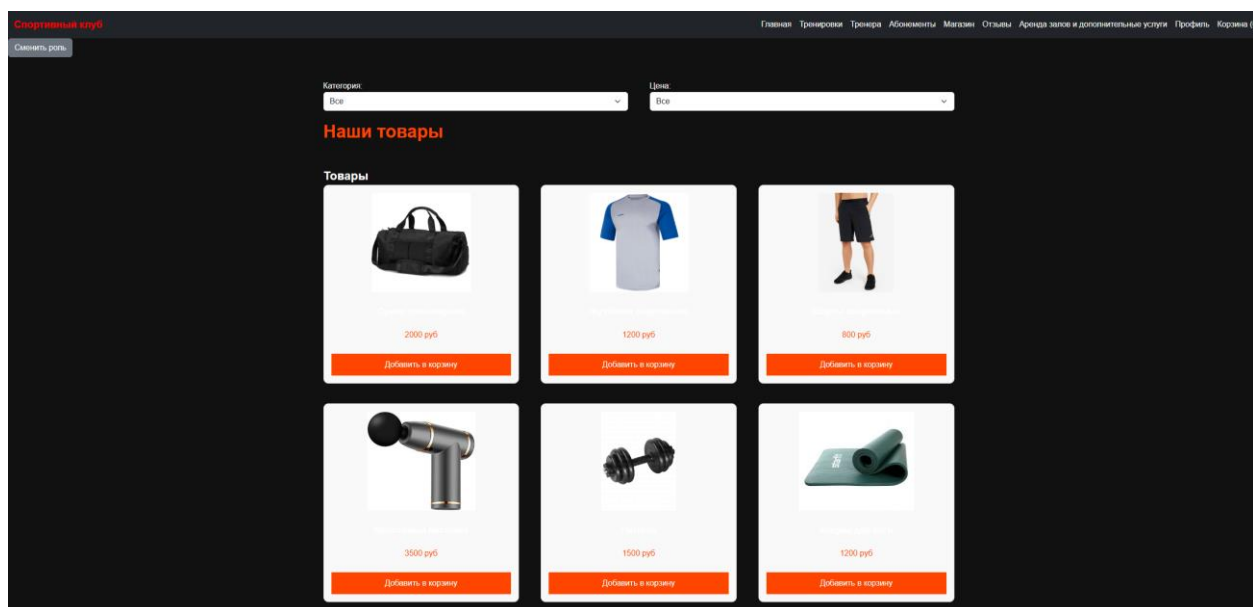 Спортивный клуб
Главная Тренировки Тренера Абонементы Магазин Отзывы Аренда залов и дополнительные услуги Профиль Корзина (
Сменить роль
Категория: Цена:
Все Все
Наши товары
Товары
2000 руб 1200 руб 800 руб
Добавить в корзину Добавить в корзину Добавить в корзину
3500 руб 1500 руб 1200 руб
Добавить в корзину Добавить в корзину Добавить в корзину